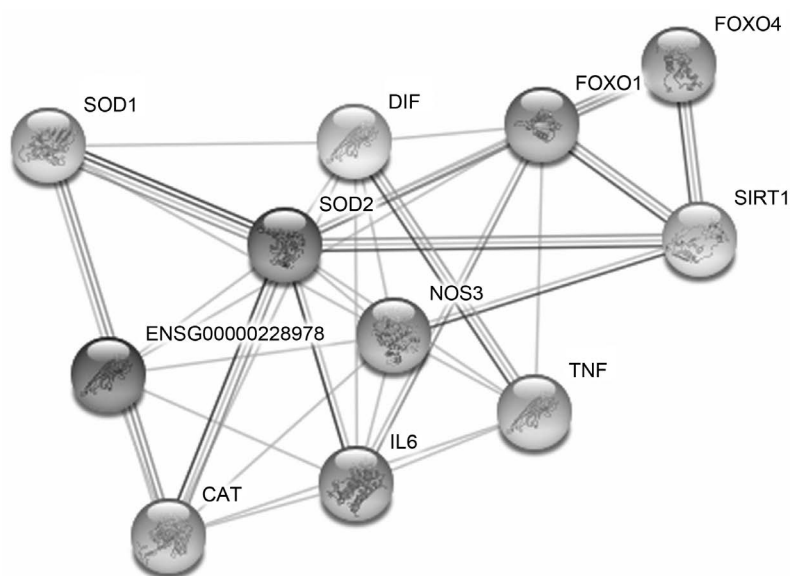 FOXO4
SOD1
DIF
FOXO1
SOD2
SIRT1
NOS3
ENSG00000228978
TNF
IL6
CAT